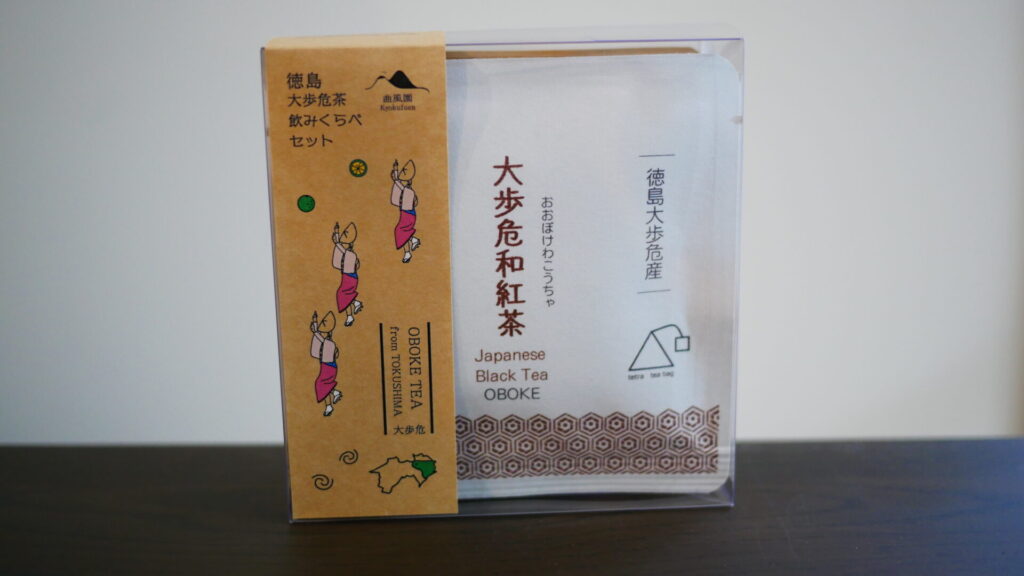 徳島
大歩危茶
飲みくらべ
セット
曲風園
Kyokufuen
OBOKE TEA
from TOKUSHIMA
大歩危
徳島大歩危産
おおぼけわこうちゃ
大歩危和紅茶
Japanese
Black Tea
OBOKE
tetra tea bag